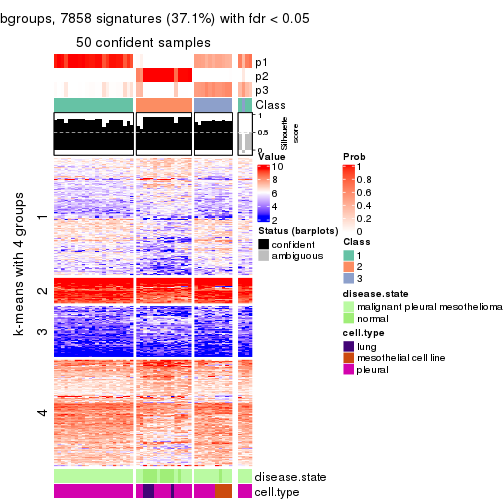 bgroups, 7858 signatures (37.1%) with fdr < 0.05
50 confident samples
p1
p2
p3
Class
1
0.5
0
Silhouette
score
k-means with 4 groups
1
2
3
4
Value
10
8
6
4
2
Status (barplots)
confident
ambiguous
Prob
1
0.8
0.6
0.4
0.2
0
Class
1
2
3
disease.state
malignant pleural mesothelioma
normal
cell.type
lung
mesothelial cell line
pleural
disease.state
cell.type